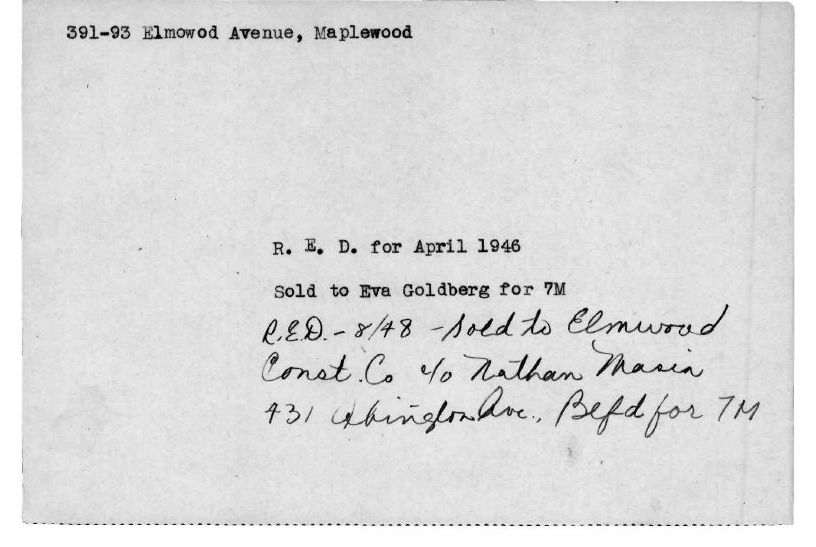 391-93 Elmowod Avenue, Maplewood
R. E. D. for April 1946
Sold to Eva Goldberg for 7M
R.E.D. - 8/48 - Sold to Elmwood
Const. Co c/o Nathan Masin
431 Abington Ave., Blfd for 7M